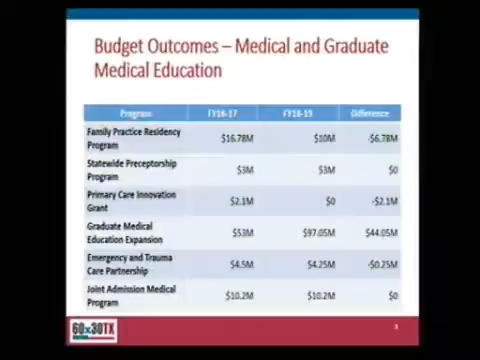 Budget Outcomes – Medical and Graduate
Medical Education
Program FY16-17 FY18-19 Difference
Family Practice Residency
Program $16.78M $10M -$6.78M
Statewide Preceptorship
Program $3M $3M $0
Primary Care Innovation
Grant $2.1M $0 -$2.1M
Graduate Medical
Education Expansion $53M $97.05M $44.05M
Emergency and Trauma
Care Partnership $4.5M $4.25M -$0.25M
Joint Admission Medical
Program $10.2M $10.2M $0
60x30TX